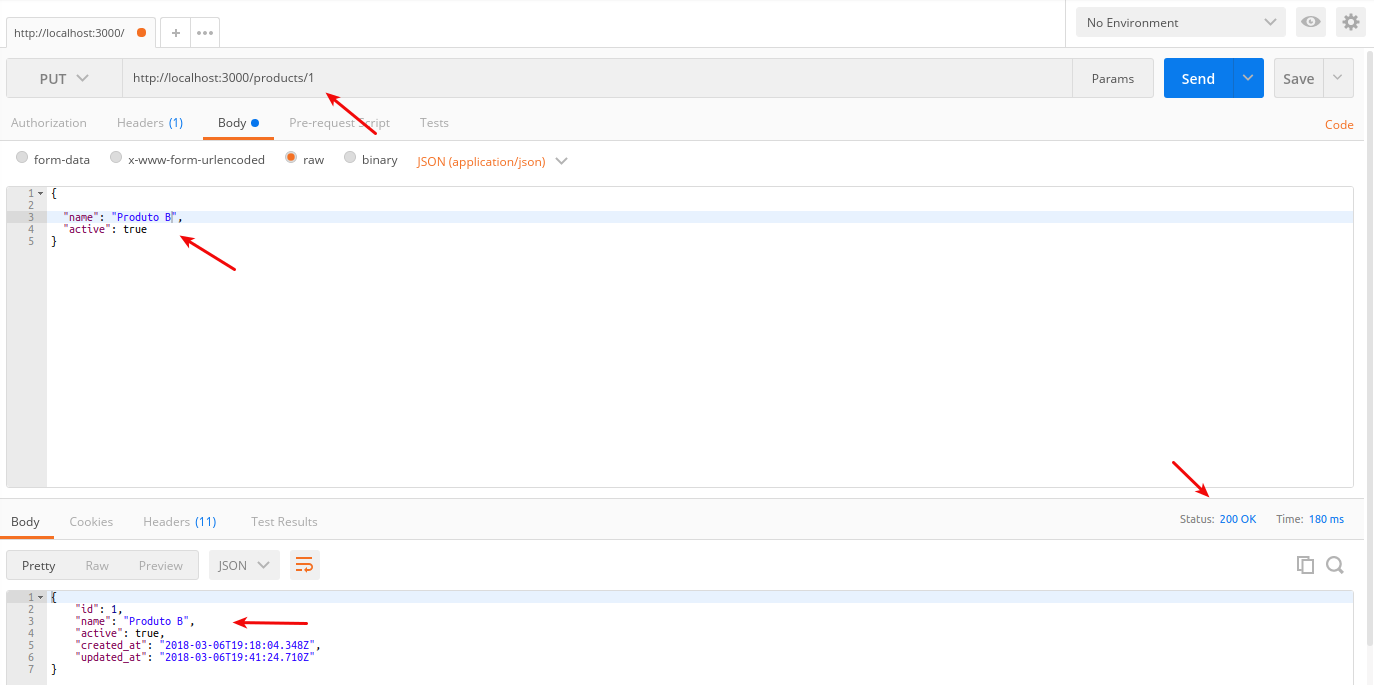 http://localhost:3000/
+
No Environment
PUT
http://localhost:3000/products/1
Params
Send
Save
Authorization
Headers (1)
Body
Pre-request Script
Tests
Code
form-data
x-www-form-urlencoded
raw
binary
JSON (application/json)
1 {
2
3 "name": "Produto B",
4 "active": true
5 }
Body
Cookies
Headers (11)
Test Results
Status: 200 OK
Time: 180 ms
Pretty
Raw
Preview
JSON
1 {
2 "id": 1,
3 "name": "Produto B",
4 "active": true,
5 "created_at": "2018-03-06T19:18:04.348Z",
6 "updated_at": "2018-03-06T19:41:24.710Z"
7 }